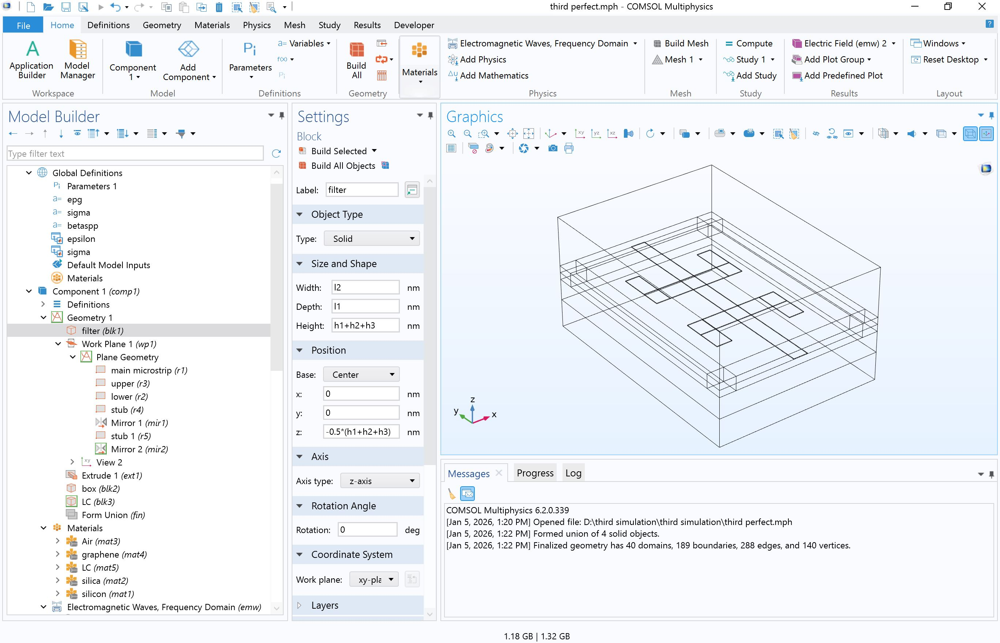 third perfect.mph - COMSOL Multiphysics
File Home Definitions Geometry Materials Physics Mesh Study Results Developer
?
Application Builder
Model Manager
Workspace
Component 1
Add Component
Model
Pi
Parameters
a= Variables
f(x)
Pi
Definitions
Build All
Geometry
Materials
Electromagnetic Waves, Frequency Domain
Add Physics
Add Mathematics
Physics
Build Mesh
Mesh 1
Mesh
Compute
Study 1
Add Study
Study
Electric Field (emw) 2
Add Plot Group
Add Predefined Plot
Results
Windows
Reset Desktop
Layout
Model Builder
Type filter text
Global Definitions
Pi Parameters 1
a= epg
a= sigma
a= betaspp
epsilon
sigma
Default Model Inputs
Materials
Component 1 (comp1)
Definitions
Geometry 1
filter (blk1)
Work Plane 1 (wp1)
Plane Geometry
main microstrip (r1)
upper (r3)
lower (r2)
stub (r4)
Mirror 1 (mir1)
stub 1 (r5)
Mirror 2 (mir2)
xy View 2
Extrude 1 (ext1)
box (blk2)
LC (blk3)
Form Union (fin)
Materials
Air (mat3)
graphene (mat4)
LC (mat5)
silica (mat2)
silicon (mat1)
Electromagnetic Waves, Frequency Domain (emw)
Settings
Block
Build Selected
Build All Objects
Label: filter
Object Type
Type: Solid
Size and Shape
Width: l2 nm
Depth: l1 nm
Height: h1+h2+h3 nm
Position
Base: Center
x: 0 nm
y: 0 nm
z: -0.5*(h1+h2+h3) nm
Axis
Axis type: z-axis
Rotation Angle
Rotation: 0 deg
Coordinate System
Work plane: xy-pla
Layers
Graphics
xy yz xz
z
y
x
Messages Progress Log
COMSOL Multiphysics 6.2.0.339
[Jan 5, 2026, 1:20 PM] Opened file: D:\third simulation\third simulation\third perfect.mph
[Jan 5, 2026, 1:22 PM] Formed union of 4 solid objects.
[Jan 5, 2026, 1:22 PM] Finalized geometry has 40 domains, 189 boundaries, 288 edges, and 140 vertices.
1.18 GB | 1.32 GB